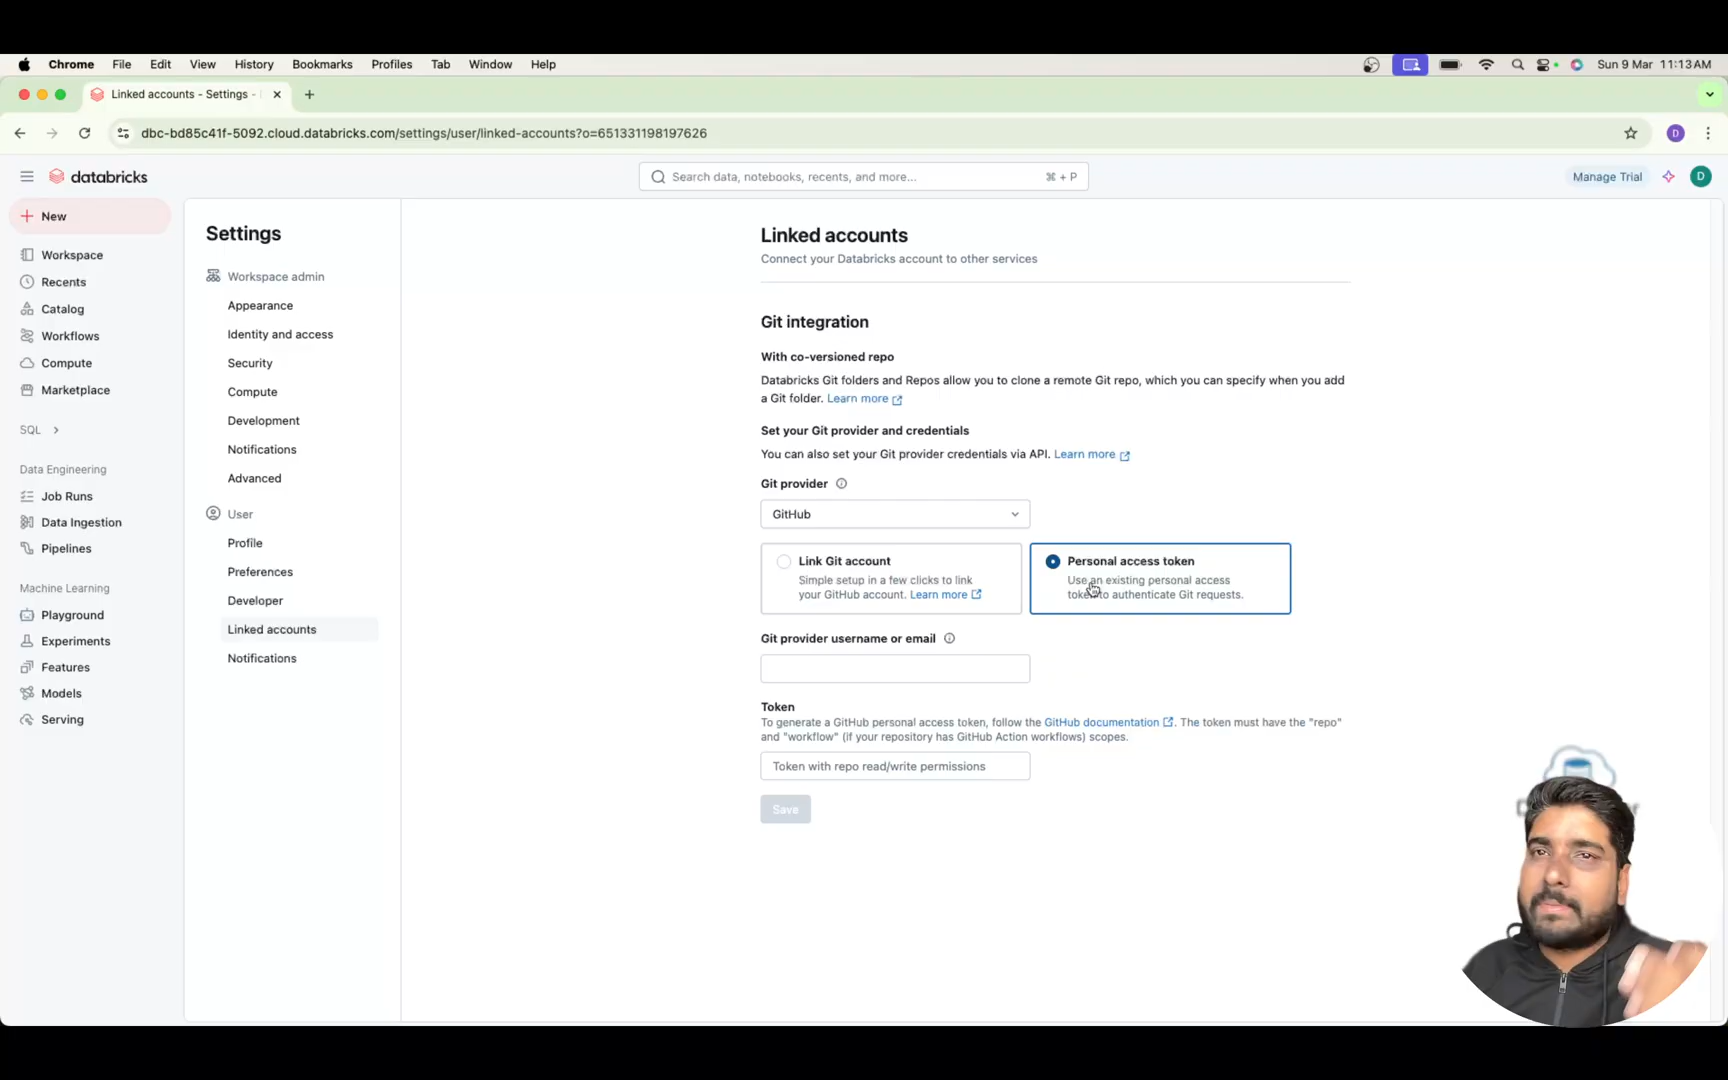 Chrome File Edit View History Bookmarks Profiles Tab Window Help Sun 9 Mar 11:13 AM
Linked accounts - Settings -
dbc-bd85c41f-5092.cloud.databricks.com/settings/user/linked-accounts?o=651331198197626 D
databricks
Search data, notebooks, recents, and more... ⌘ + P
Manage Trial D
New
Workspace
Recents
Catalog
Workflows
Compute
Marketplace
SQL
Data Engineering
Job Runs
Data Ingestion
Pipelines
Machine Learning
Playground
Experiments
Features
Models
Serving
Settings
Workspace admin
Appearance
Identity and access
Security
Compute
Development
Notifications
Advanced
User
Profile
Preferences
Developer
Linked accounts
Notifications
Linked accounts
Connect your Databricks account to other services
Git integration
With co-versioned repo
Databricks Git folders and Repos allow you to clone a remote Git repo, which you can specify when you add
a Git folder. Learn more
Set your Git provider and credentials
You can also set your Git provider credentials via API. Learn more
Git provider
GitHub
Link Git account
Simple setup in a few clicks to link
your GitHub account. Learn more
Personal access token
Use an existing personal access
token to authenticate Git requests.
Git provider username or email
Token
To generate a GitHub personal access token, follow the GitHub documentation. The token must have the "repo"
and "workflow" (if your repository has GitHub Action workflows) scopes.
Token with repo read/write permissions
Save